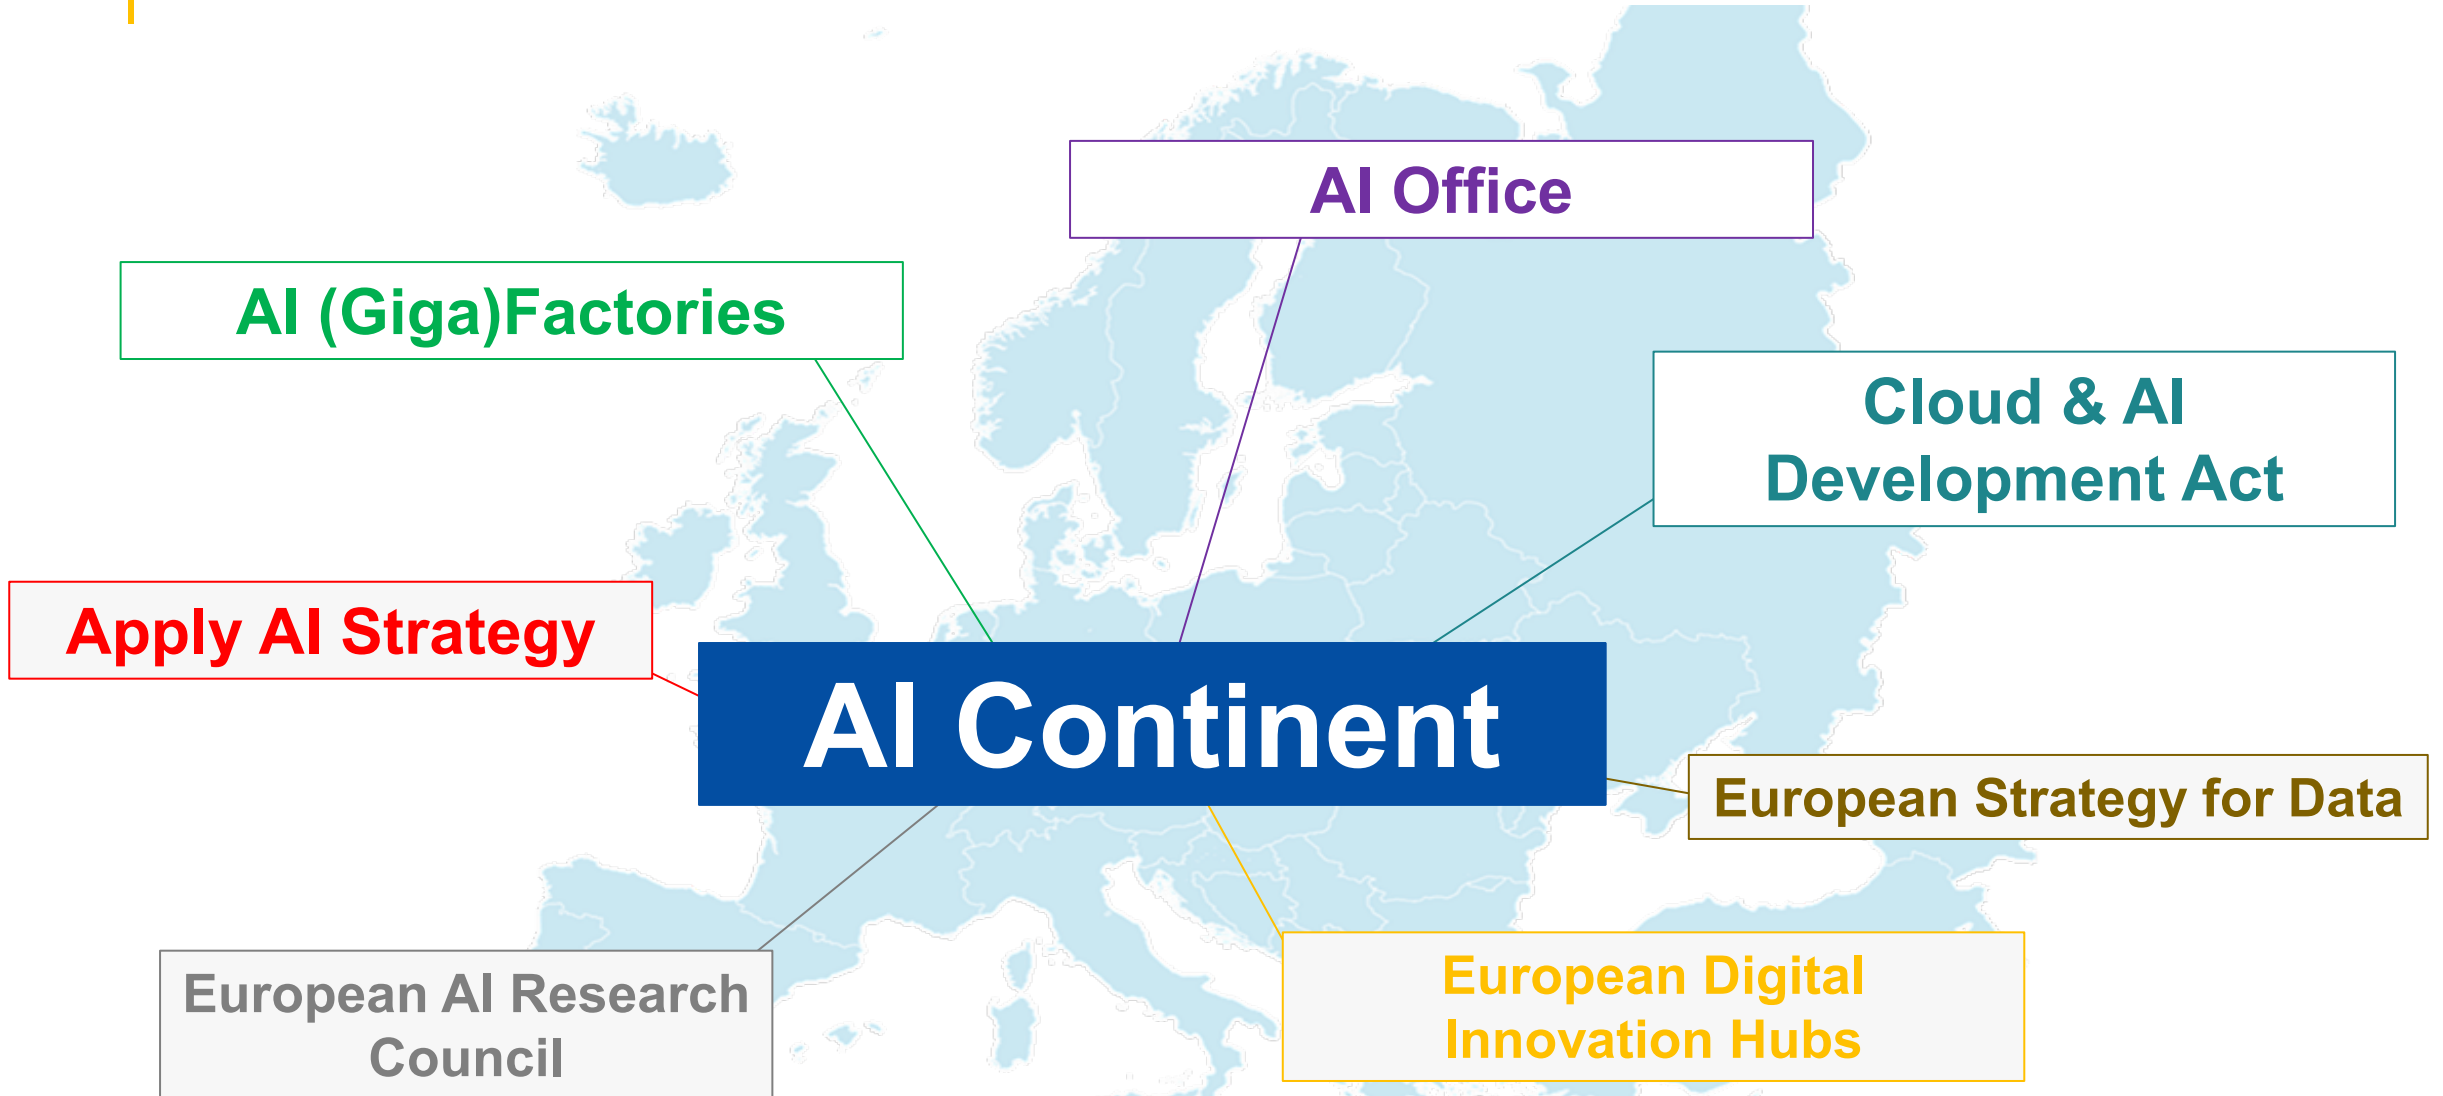 AI Office
AI (Giga)Factories
Cloud & AI
Development Act
Apply AI Strategy
AI Continent
European Strategy for Data
European AI Research
Council
European Digital
Innovation Hubs